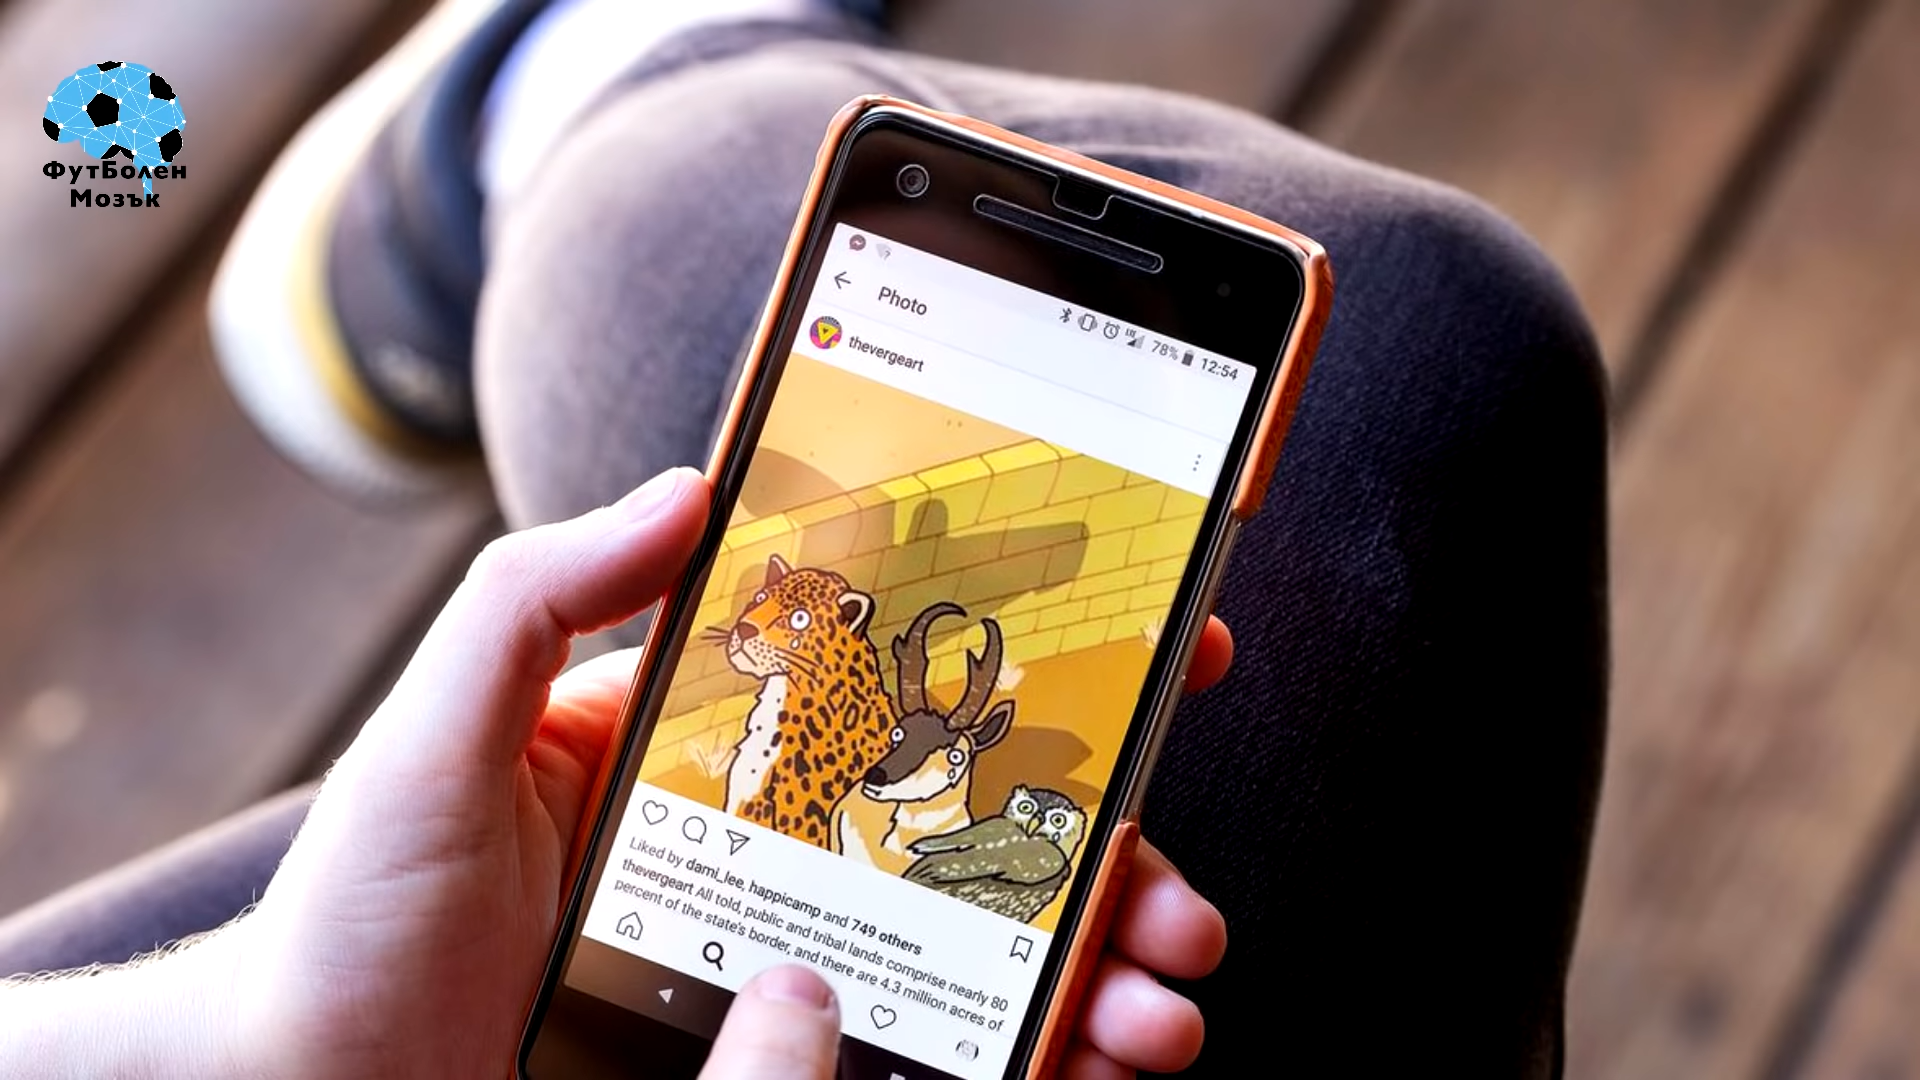 ФутБолен
Мозък
78% 12:54
Photo
thevergeart
Liked by dami_lee, happicamp and 749 others
thevergeart All told, public and tribal lands comprise nearly 80
percent of the state's border, and there are 4.3 million acres of